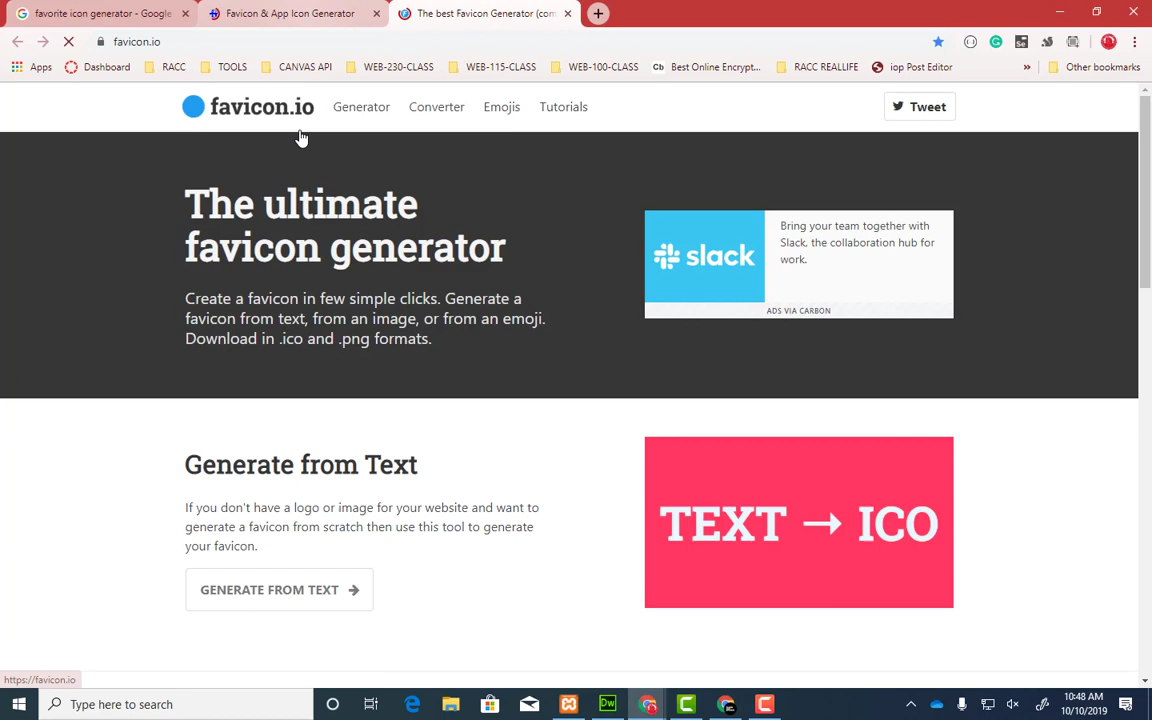 favorite icon generator - Google
Favicon & App Icon Generator
The best Favicon Generator (com
favicon.io
Apps
Dashboard
RACC
TOOLS
CANVAS API
WEB-230-CLASS
WEB-115-CLASS
WEB-100-CLASS
Cb
Best Online Encrypt...
RACC REALLIFE
iop Post Editor
»
Other bookmarks
favicon.io
Generator
Converter
Emojis
Tutorials
Tweet
The ultimate
favicon generator
Create a favicon in few simple clicks. Generate a
favicon from text, from an image, or from an emoji.
Download in .ico and .png formats.
slack
Bring your team together with
Slack, the collaboration hub for
work.
ADS VIA CARBON
Generate from Text
If you don't have a logo or image for your website and want to
generate a favicon from scratch then use this tool to generate
your favicon.
GENERATE FROM TEXT →
TEXT → ICO
https://favicon.io
Type here to search
Dw
10:48 AM
10/10/2019